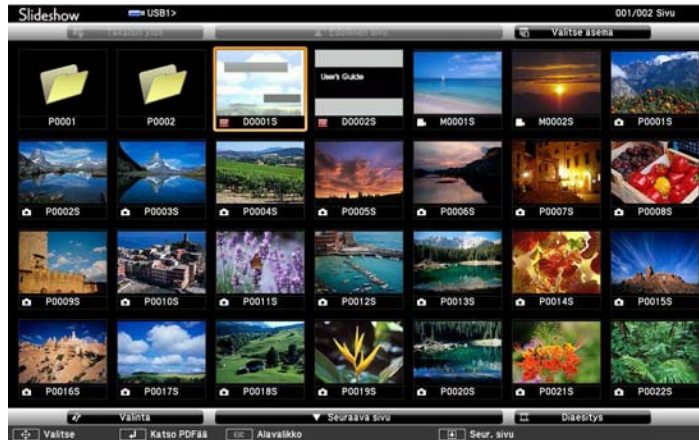 Slideshow USB1> 001/002 Sivu
Takaisin ylös ▲ Edellinen sivu Valitse asema
User's Guide
P0001 P0002 D0001S D0002S M0001S M0002S P0001S
P0002S P0003S P0004S P0005S P0006S P0007S P0008S
P0009S P0010S P0011S P0012S P0013S P0014S P0015S
P0016S P0017S P0018S P0019S P0020S P0021S P0022S
Valinta ▼ Seuraava sivu Diaesitys
Valitse Katso PDFää ESC Alavalikko Seur. sivu